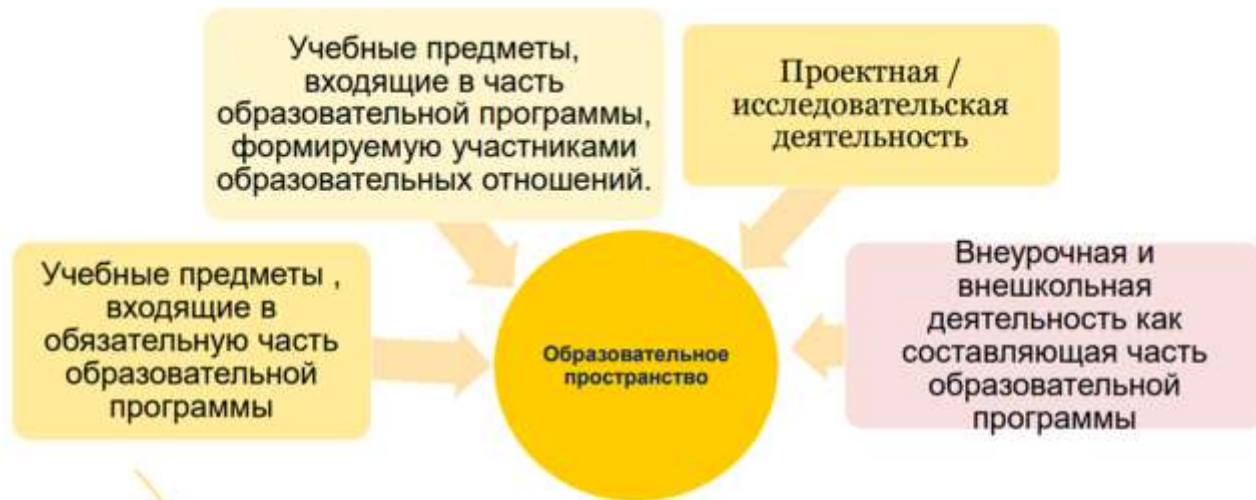 Учебные предметы,
входящие в часть
образовательной программы,
формируемую участниками
образовательных отношений.
Проектная /
исследовательская
деятельность
Учебные предметы ,
входящие в
обязательную часть
образовательной
программы
Образовательное
пространство
Внеурочная и
внешкольная
деятельность как
составляющая часть
образовательной
программы